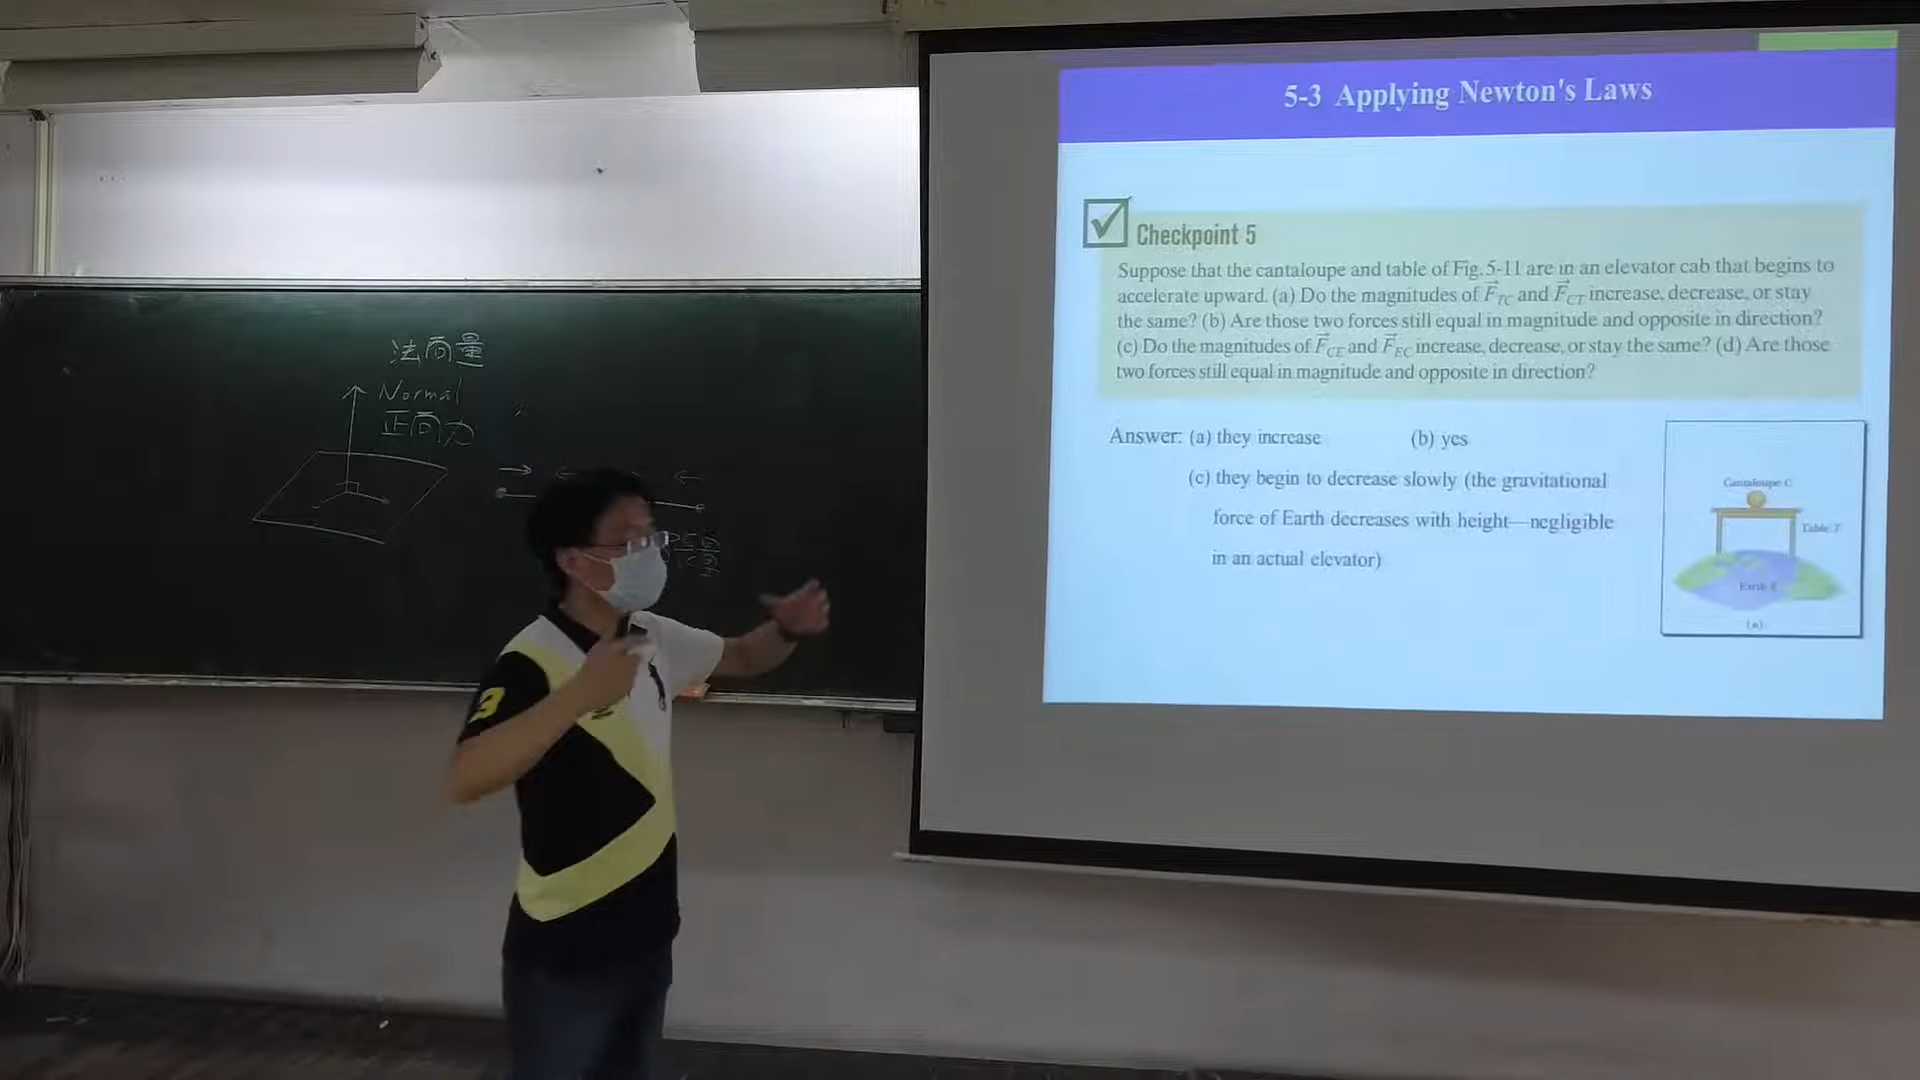 法向量
Normal
正向力
3
5-3 Applying Newton's Laws
Checkpoint 5
Suppose that the cantaloupe and table of Fig. 5-11 are in an elevator cab that begins to
accelerate upward. (a) Do the magnitudes of F⃗TC and F⃗CT increase, decrease, or stay
the same? (b) Are those two forces still equal in magnitude and opposite in direction?
(c) Do the magnitudes of F⃗CE and F⃗EC increase, decrease, or stay the same? (d) Are those
two forces still equal in magnitude and opposite in direction?
Answer: (a) they increase (b) yes
(c) they begin to decrease slowly (the gravitational
force of Earth decreases with height—negligible
in an actual elevator)
Cantaloupe C
Table T
Earth E
(a)